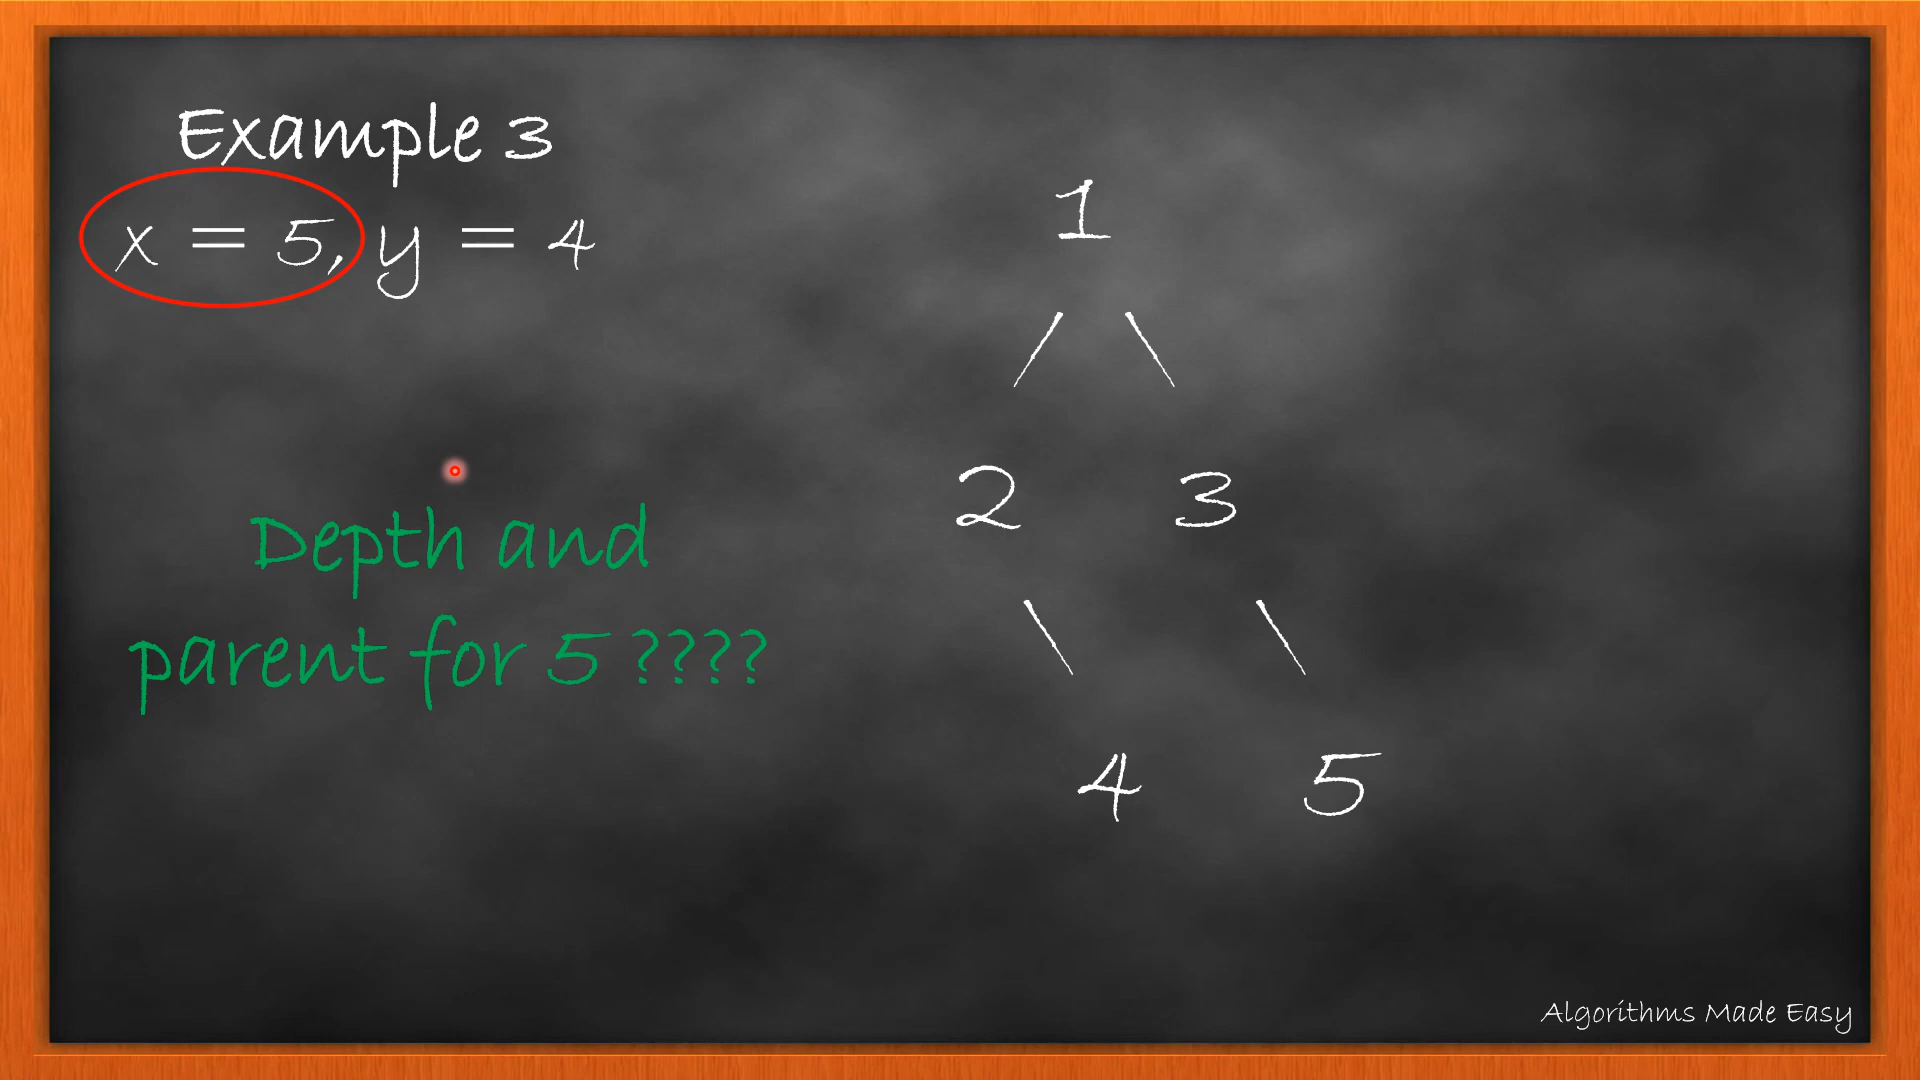 Example 3
x = 5, y = 4
Depth and
parent for 5 ????
1
2 3
4 5
Algorithms Made Easy